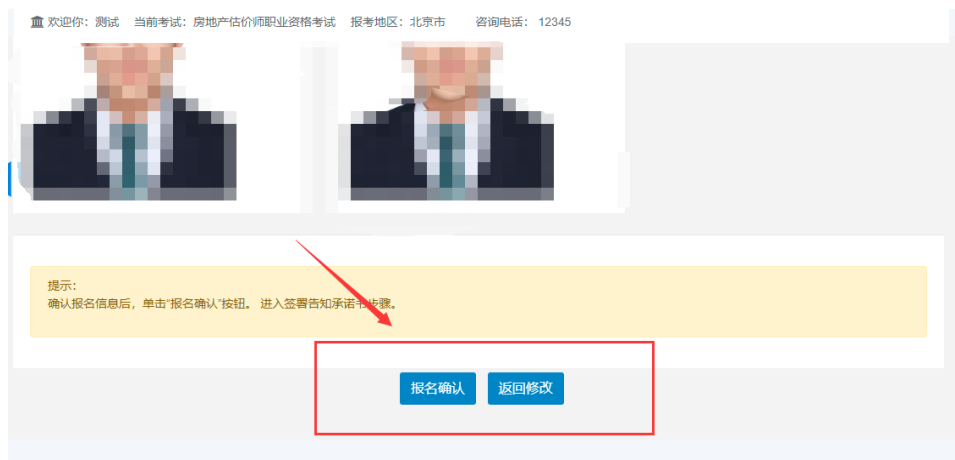 欢迎你：测试 当前考试：房地产估价师职业资格考试 报考地区：北京市 咨询电话： 12345
提示：
确认报名信息后，单击"报名确认"按钮。 进入签署告知承诺书步骤。
报名确认 返回修改